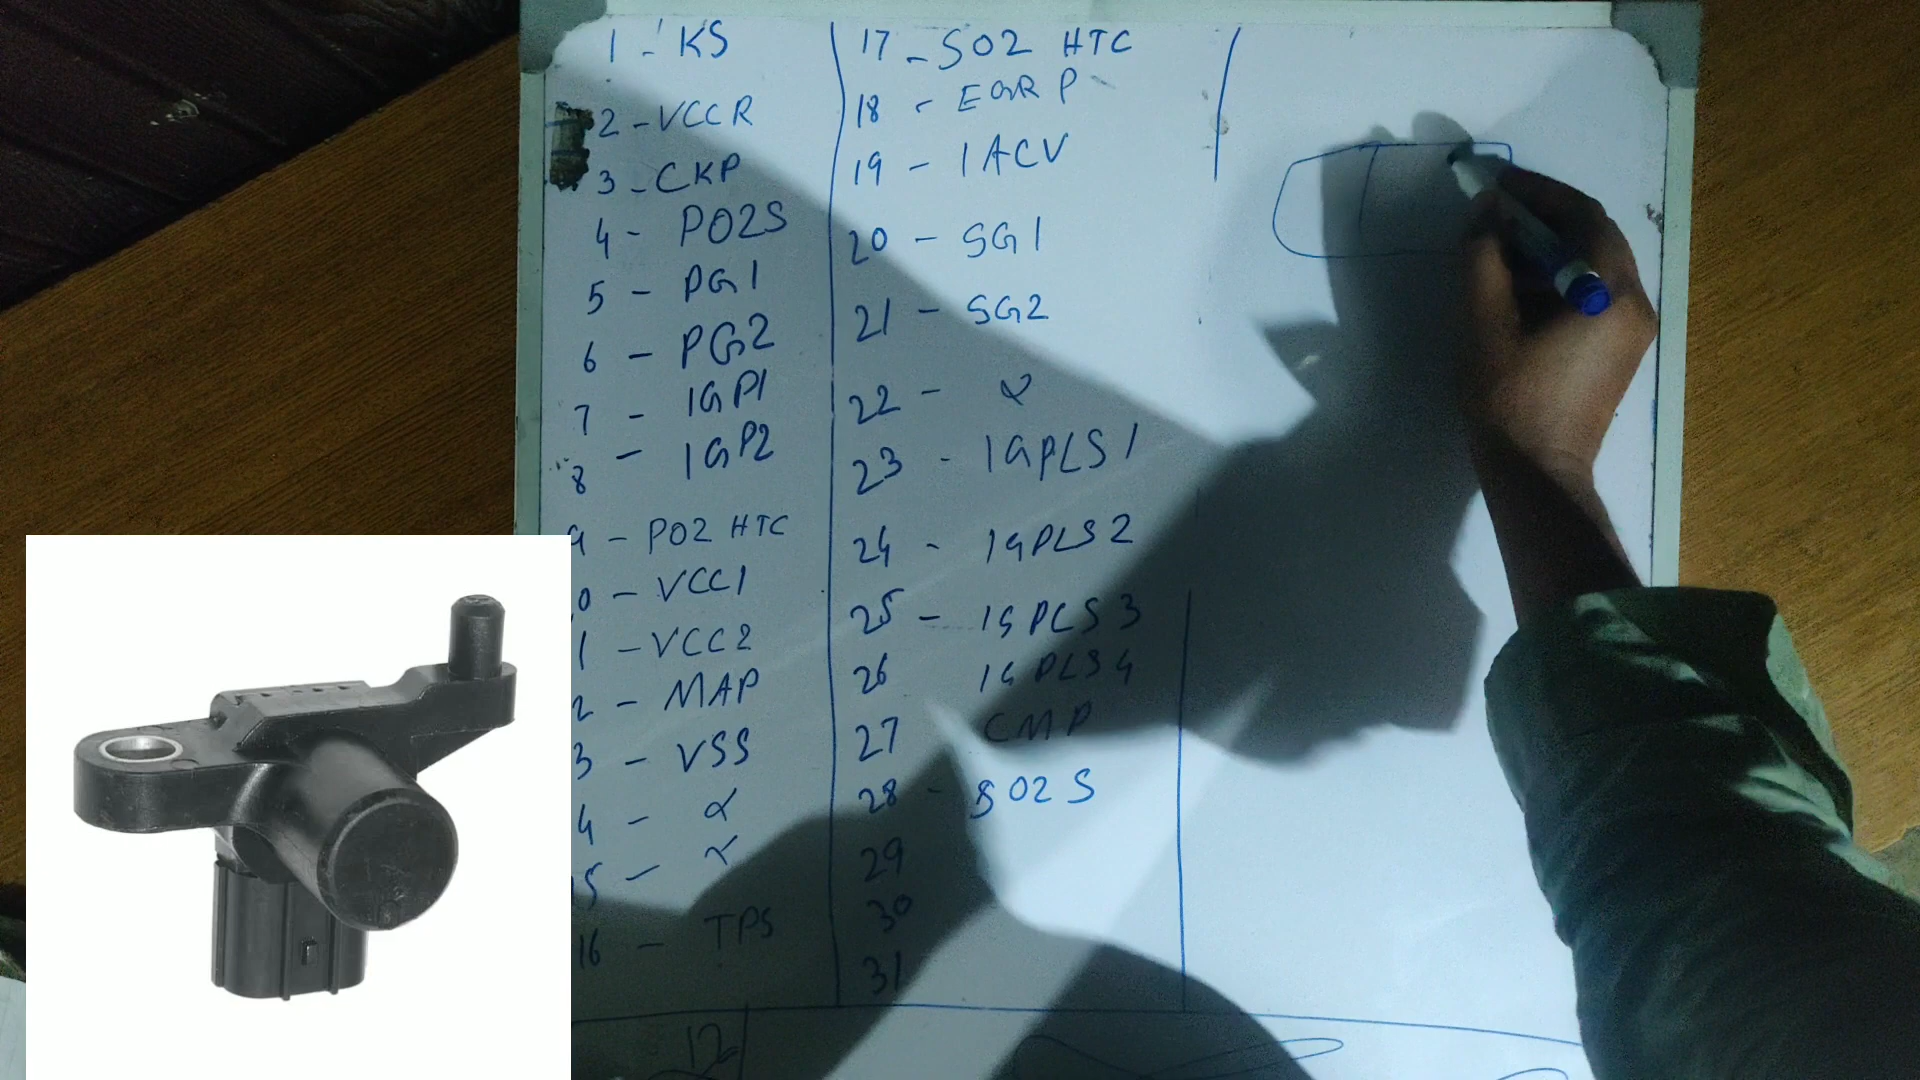 1 - KS
2 - VCCR
3 - CKP
4 - PO2S
5 - PG1
6 - PG2
7 - IGP1
8 - IGP2
9 - PO2 HTC
0 - VCC1
1 - VCC2
2 - MAP
3 - VSS
4 -
5 -
16 - TPS
17 - SO2 HTC
18 - EGR P
19 - IACV
20 - SG1
21 - SG2
22 -
23 - IGPLS1
24 - IGPLS2
25 - IGPLS3
26 IGPLS4
27 CMP
28 - SO2S
29
30
31
12